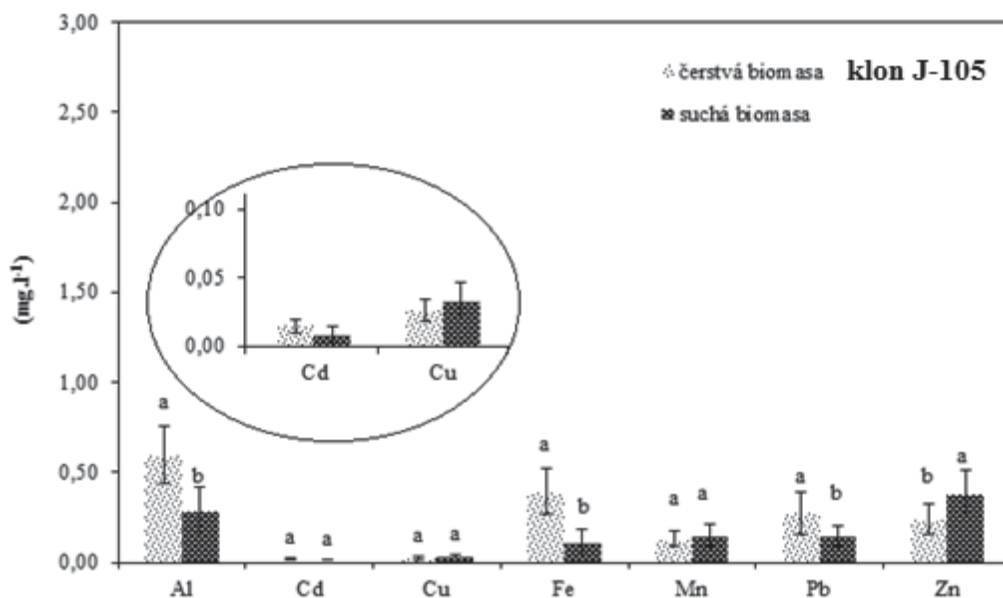 3,00
čerstvá biomasa klon J-105
suchá biomasa
2,50
2,00
0,10
(mg.l-1)
1,50
0,05
0,00
Cd Cu
1,00
a
0,50
b
a
b
a a
a
b
b
a
a a
a a
0,00
Al Cd Cu Fe Mn Pb Zn